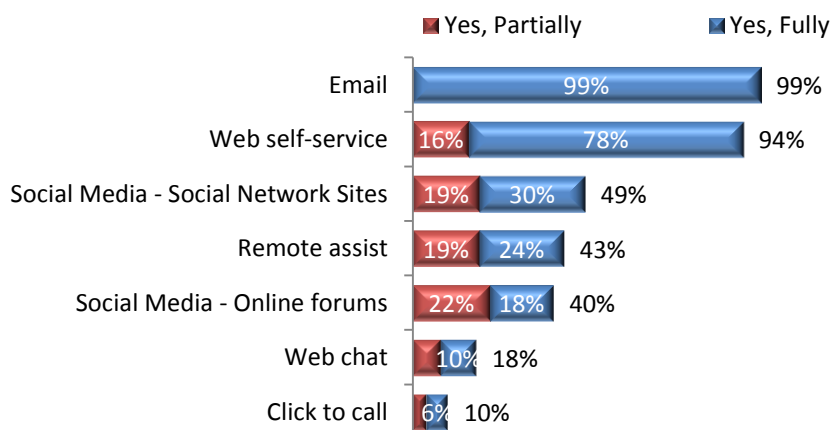 Yes, Partially Yes, Fully
Email 99% 99%
Web self-service 16% 78% 94%
Social Media - Social Network Sites 19% 30% 49%
Remote assist 19% 24% 43%
Social Media - Online forums 22% 18% 40%
Web chat 10% 18%
Click to call 6% 10%